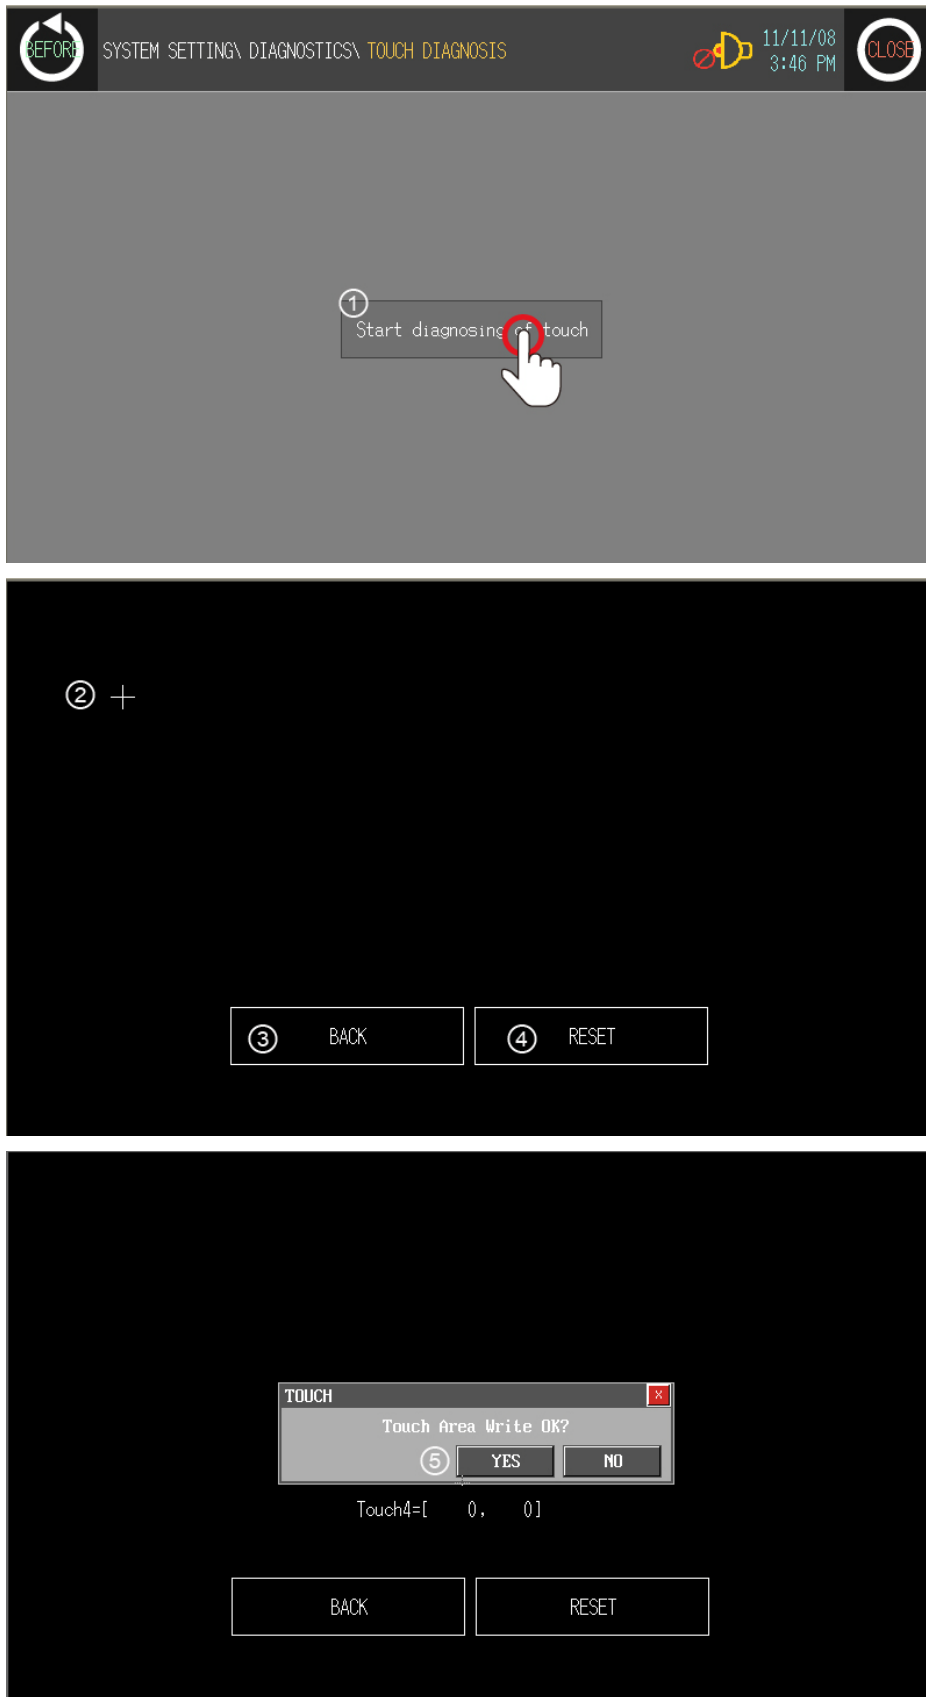 BEFORE SYSTEM SETTING\ DIAGNOSTICS\ TOUCH DIAGNOSIS 11/11/08 CLOSE
3:46 PM
①
Start diagnosing of touch
② +
③ BACK ④ RESET
TOUCH x
Touch Area Write OK?
⑤ YES NO
Touch4=[ 0, 0]
BACK RESET